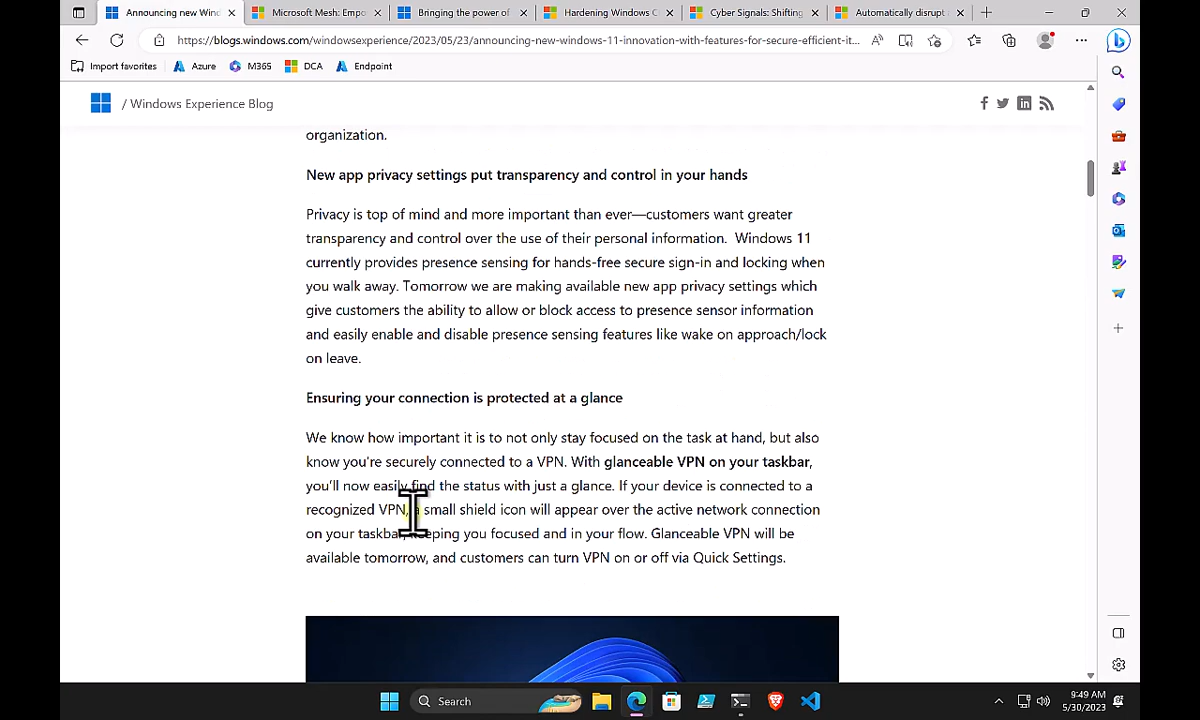 Announcing new Wind
Microsoft Mesh: Empo
Bringing the power of
Hardening Windows C
Cyber Signals: Shifting
Automatically disrupt
https://blogs.windows.com/windowsexperience/2023/05/23/announcing-new-windows-11-innovation-with-features-for-secure-efficient-it...
Import favorites
Azure
M365
DCA
Endpoint
/ Windows Experience Blog
organization.
New app privacy settings put transparency and control in your hands
Privacy is top of mind and more important than ever—customers want greater
transparency and control over the use of their personal information.  Windows 11
currently provides presence sensing for hands-free secure sign-in and locking when
you walk away. Tomorrow we are making available new app privacy settings which
give customers the ability to allow or block access to presence sensor information
and easily enable and disable presence sensing features like wake on approach/lock
on leave.
Ensuring your connection is protected at a glance
We know how important it is to not only stay focused on the task at hand, but also
know you're securely connected to a VPN. With glanceable VPN on your taskbar,
you'll now easily find the status with just a glance. If your device is connected to a
recognized VPN, a small shield icon will appear over the active network connection
on your taskbar, keeping you focused and in your flow. Glanceable VPN will be
available tomorrow, and customers can turn VPN on or off via Quick Settings.
Search
9:49 AM
5/30/2023